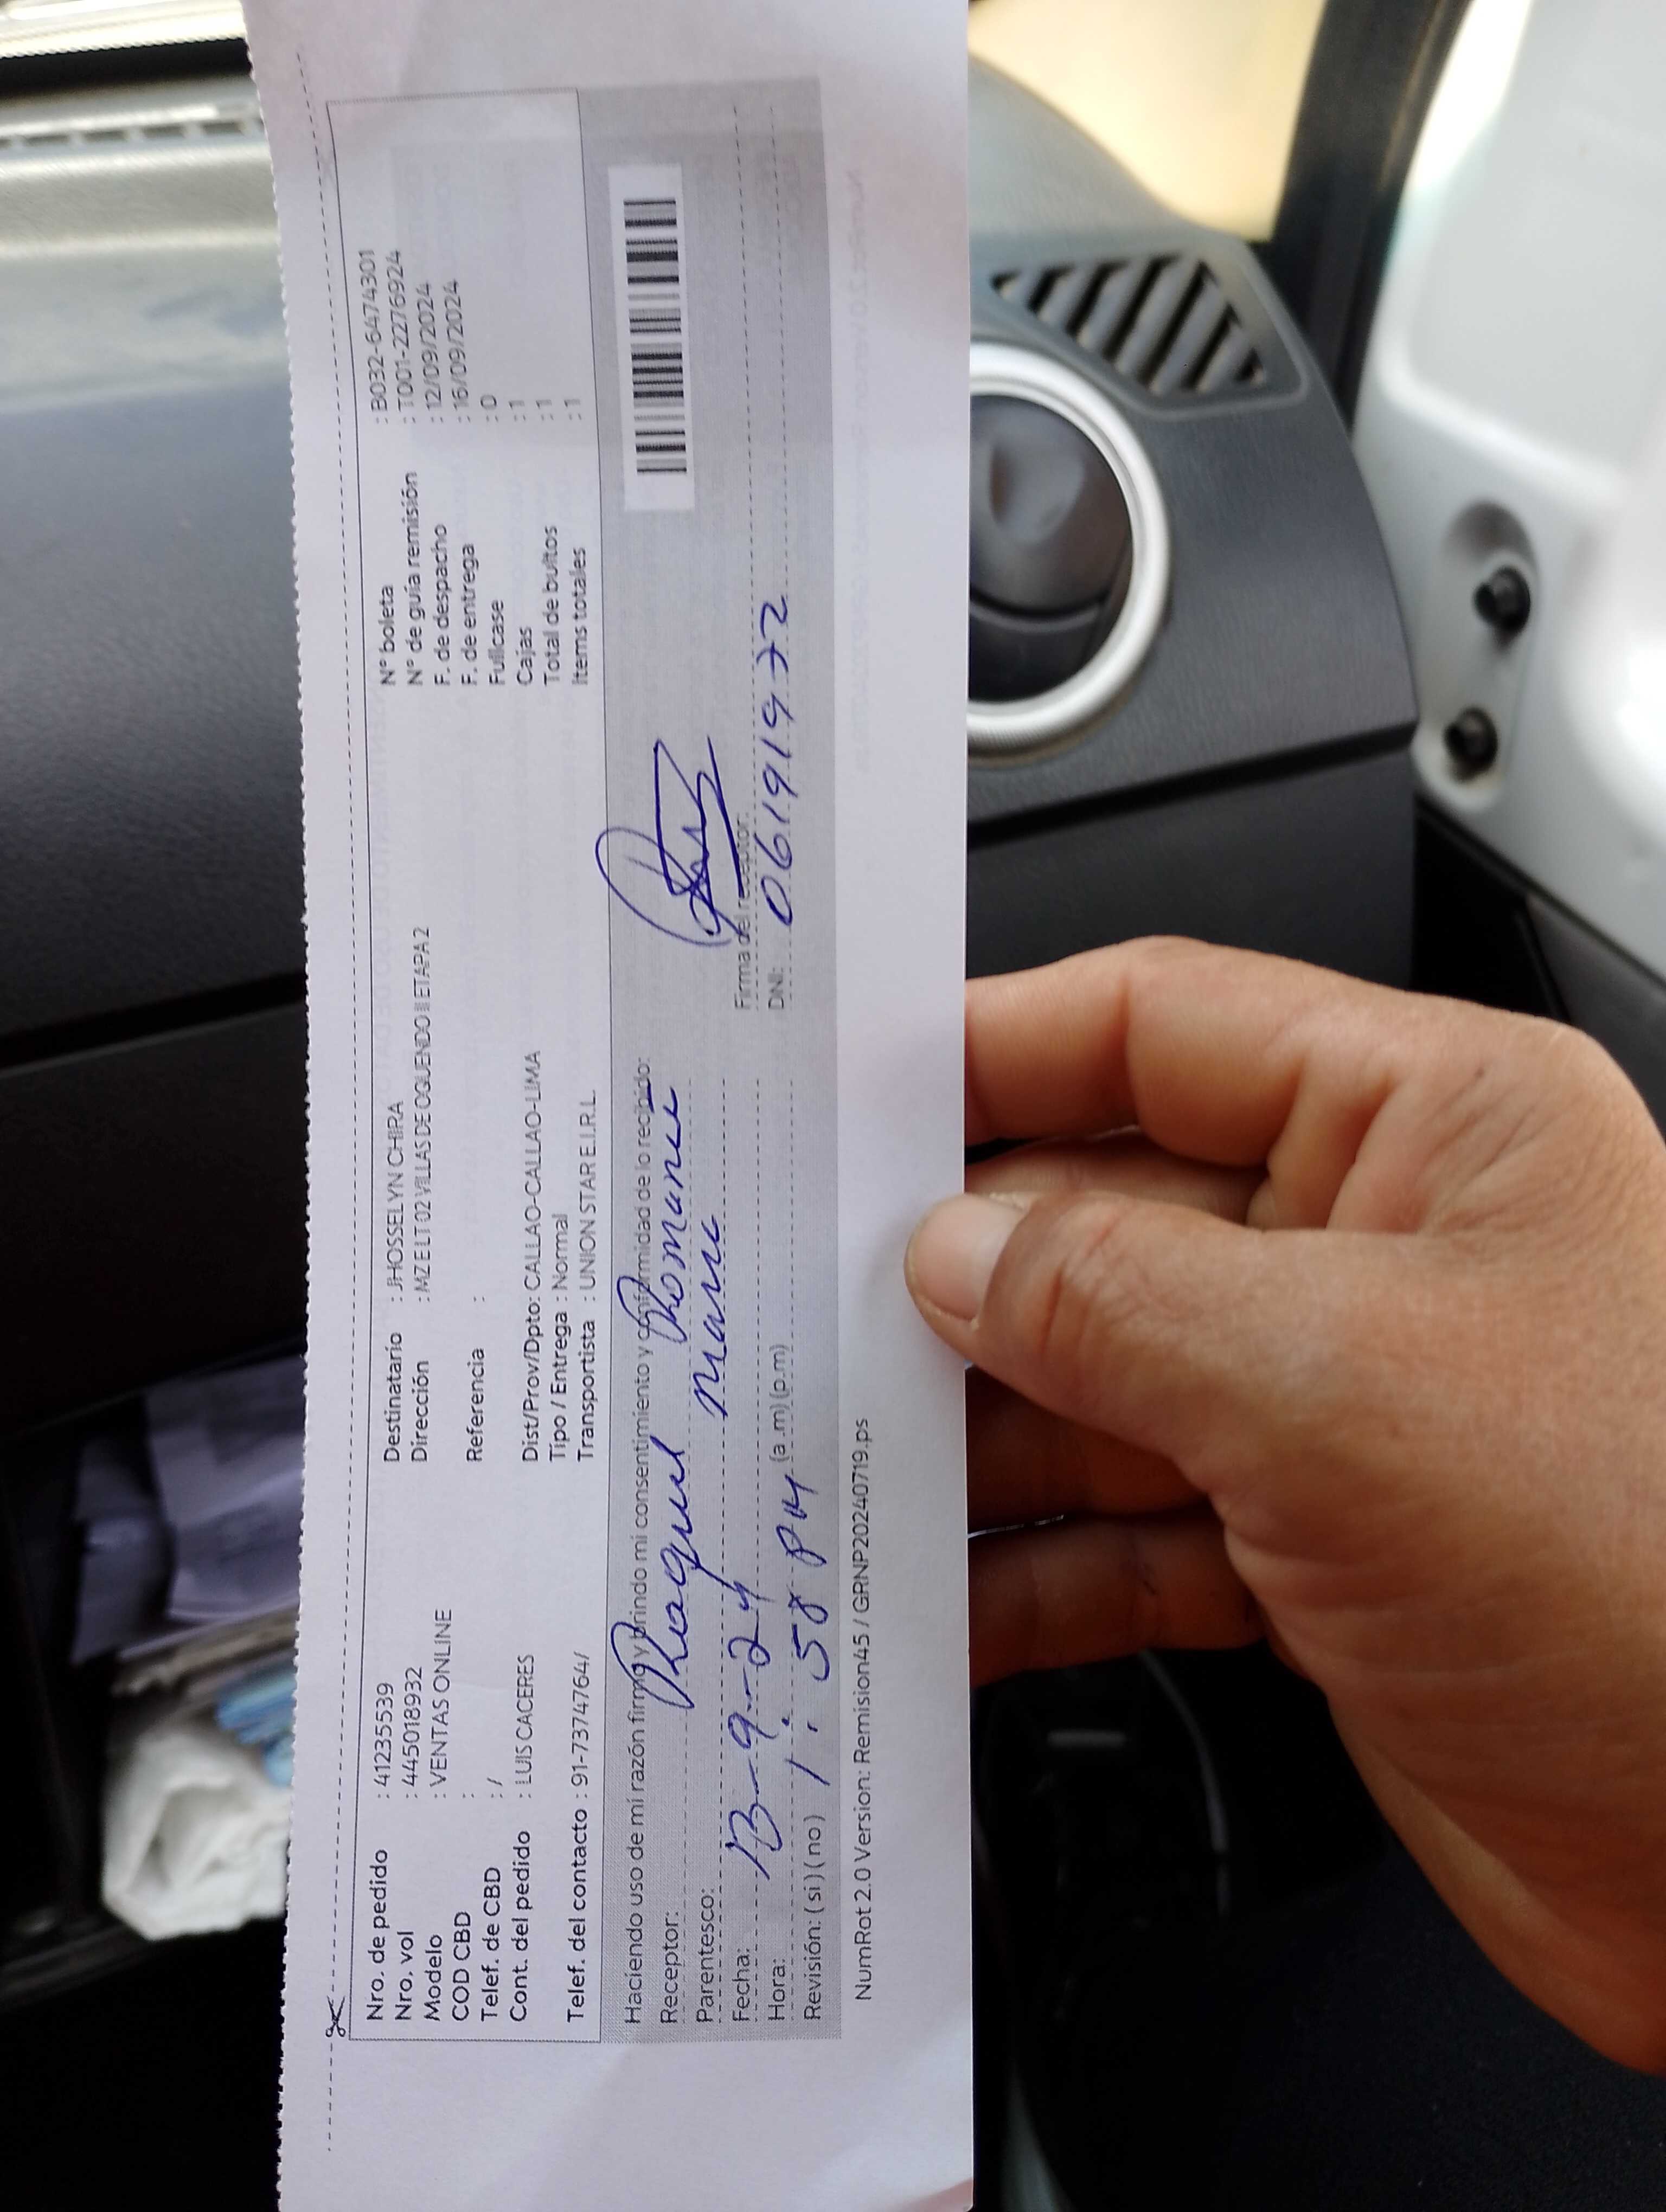 Nro. de pedido : 41235539 Destinatario : JHOSSELYN CHIRA N° boleta : B032-6474301
Nro. vol : 445018932 Dirección : MZ E LT 02 VILLAS DE OQUENDO II ETAPA 2 N° de guía remisión : T001-22276924
Modelo : VENTAS ONLINE F. de despacho : 12/09/2024
COD CBD : Referencia : F. de entrega : 16/09/2024
Telef. de CBD : / Fullcase : 0
Cont. del pedido : LUIS CACERES Dist/Prov/Dpto: CALLAO-CALLAO-LIMA Cajas : 1
Tipo / Entrega : Normal Total de bultos : 1
Telef. del contacto : 91-7374764/ Transportista : UNION STAR E.I.R.L. Items totales : 1
Haciendo uso de mi razón firmo y brindo mi consentimiento y conformidad de lo recibido:
Receptor: Raquel Romani
Parentesco: Mama
Fecha: 13-9-24 Firma del receptor:
Hora: 1:58 PM (a.m) (p.m) DNI: 06191972
Revisión: ( si ) ( no )
NumRot 2.0 Version: Remision45 / GRNP20240719.ps